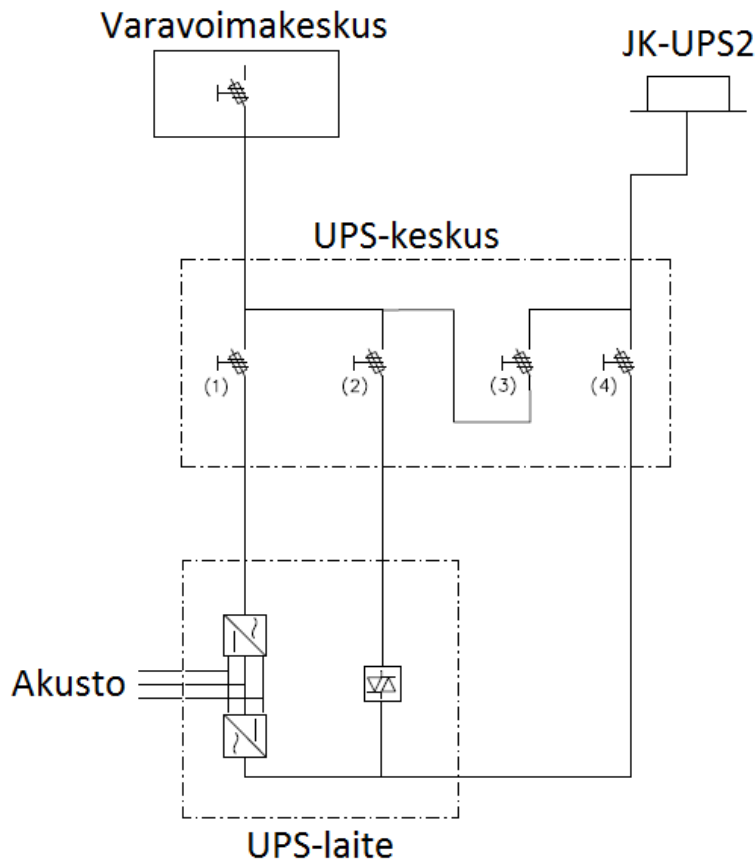 Varavoimakeskus
JK-UPS2
UPS-keskus
(1)
(2)
(3)
(4)
Akusto
UPS-laite